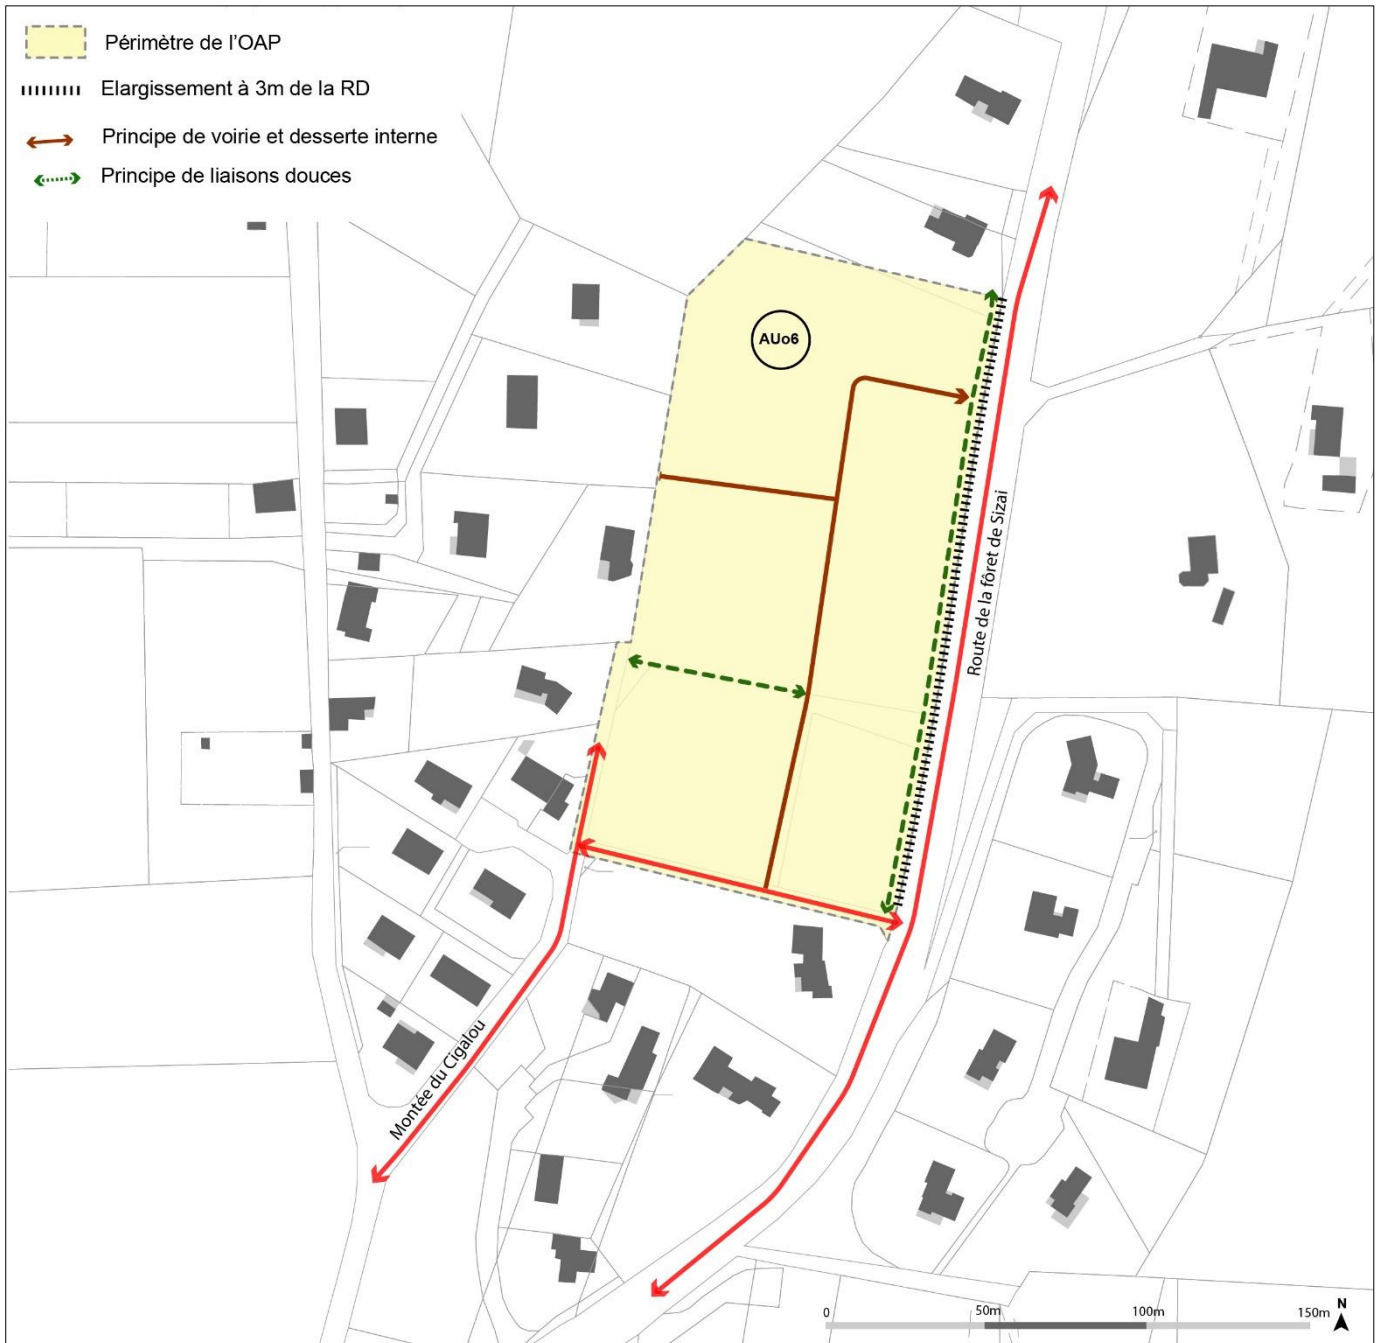 Périmètre de l'OAP
Elargissement à 3m de la RD
Principe de voirie et desserte interne
Principe de liaisons douces
AUo6
Route de la fôret de Sizai
Montée du Cigalou
0 50m 100m 150m
N